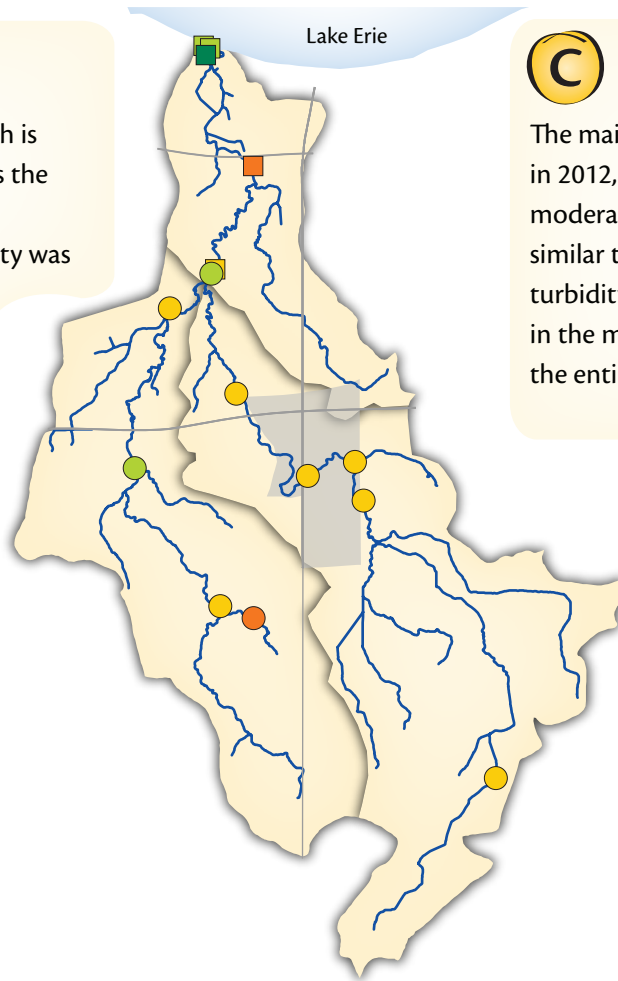 Lake Erie
h is
s the
ty was
C
The mai
in 2012,
modera
similar t
turbidit
in the m
the enti